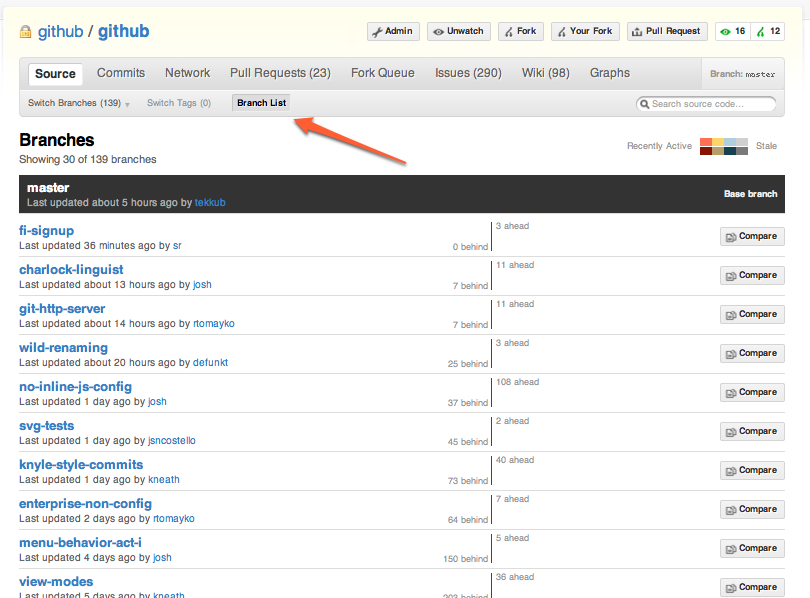 github / github
Admin
Unwatch
Fork
Your Fork
Pull Request
16
12
Source
Commits
Network
Pull Requests (23)
Fork Queue
Issues (290)
Wiki (98)
Graphs
Branch: master
Switch Branches (139)
Switch Tags (0)
Branch List
Search source code...
Branches
Showing 30 of 139 branches
Recently Active
Stale
master
Last updated about 5 hours ago by tekkub
Base branch
fi-signup
Last updated 36 minutes ago by sr
0 behind
3 ahead
Compare
charlock-linguist
Last updated about 13 hours ago by josh
7 behind
11 ahead
Compare
git-http-server
Last updated about 14 hours ago by rtomayko
7 behind
11 ahead
Compare
wild-renaming
Last updated about 20 hours ago by defunkt
25 behind
3 ahead
Compare
no-inline-js-config
Last updated 1 day ago by josh
37 behind
108 ahead
Compare
svg-tests
Last updated 1 day ago by jsncostello
45 behind
2 ahead
Compare
knyle-style-commits
Last updated 1 day ago by kneath
73 behind
40 ahead
Compare
enterprise-non-config
Last updated 2 days ago by rtomayko
64 behind
7 ahead
Compare
menu-behavior-act-i
Last updated 4 days ago by josh
150 behind
5 ahead
Compare
view-modes
Last updated 5 days ago by kneath
203 behind
36 ahead
Compare